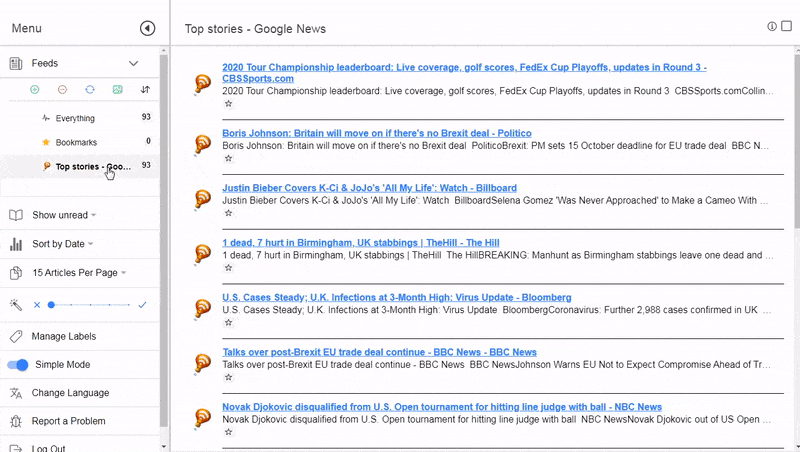 Menu
Feeds
Everything 93
Bookmarks 0
Top stories - Goo... 93
Show unread
Sort by Date
15 Articles Per Page
Manage Labels
Simple Mode
Change Language
Report a Problem
Log Out
Top stories - Google News
2020 Tour Championship leaderboard: Live coverage, golf scores, FedEx Cup Playoffs, updates in Round 3 -
CBSSports.com
2020 Tour Championship leaderboard: Live coverage, golf scores, FedEx Cup Playoffs, updates in Round 3 CBSSports.comCollin...
Boris Johnson: Britain will move on if there's no Brexit deal - Politico
Boris Johnson: Britain will move on if there's no Brexit deal PoliticoBrexit: PM sets 15 October deadline for EU trade deal BBC N...
Justin Bieber Covers K-Ci & JoJo's 'All My Life': Watch - Billboard
Justin Bieber Covers K-Ci & JoJo's 'All My Life': Watch BillboardSelena Gomez 'Was Never Approached' to Make a Cameo With ...
1 dead, 7 hurt in Birmingham, UK stabbings | TheHill - The Hill
1 dead, 7 hurt in Birmingham, UK stabbings | TheHill The HillBREAKING: Manhunt as Birmingham stabbings leave one dead and ...
U.S. Cases Steady; U.K. Infections at 3-Month High: Virus Update - Bloomberg
U.S. Cases Steady; U.K. Infections at 3-Month High: Virus Update BloombergCoronavirus: Further 2,988 cases confirmed in UK ...
Talks over post-Brexit EU trade deal continue - BBC News - BBC News
Talks over post-Brexit EU trade deal continue - BBC News BBC NewsJohnson Warns EU Not to Expect Compromise Ahead of Tr...
Novak Djokovic disqualified from U.S. Open tournament for hitting line judge with ball - NBC News
Novak Djokovic disqualified from U.S. Open tournament for hitting line judge with ball NBC NewsNovak Djokovic out of US Open ...